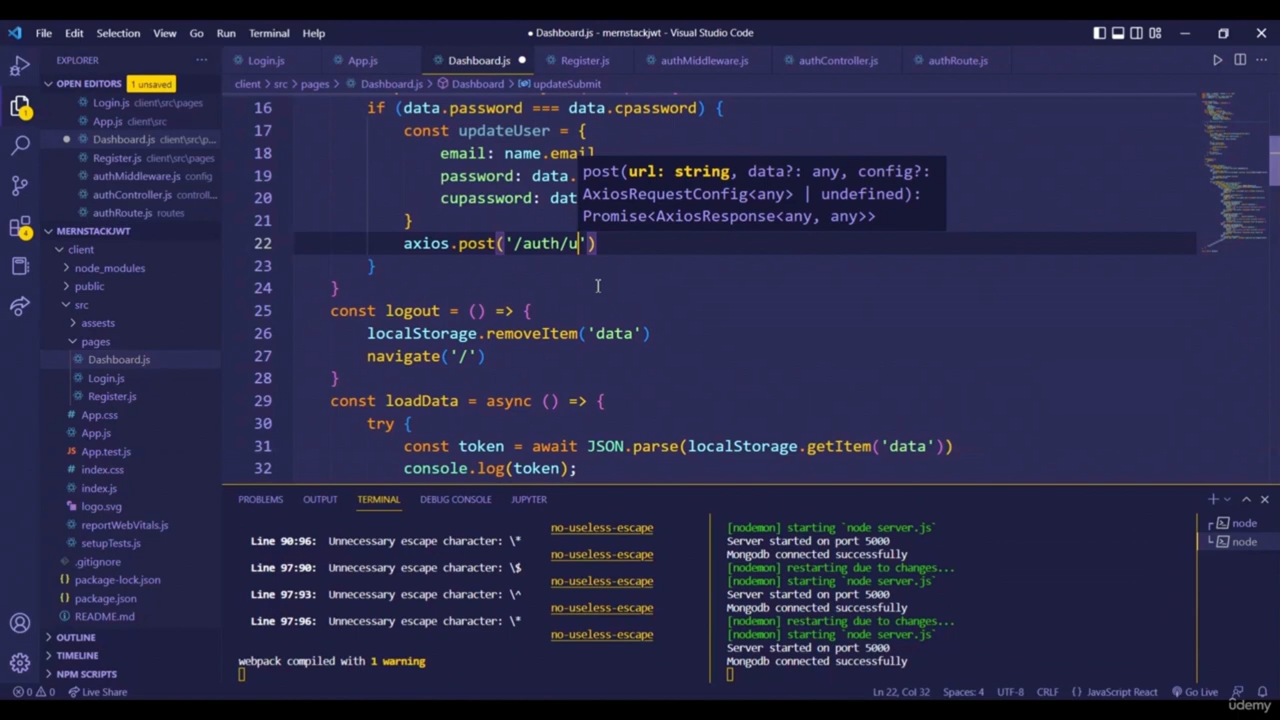 File Edit Selection View Go Run Terminal Help
● Dashboard.js - mernstackjwt - Visual Studio Code
EXPLORER
OPEN EDITORS 1 unsaved
Login.js client\src\pages
App.js client\src
Dashboard.js client\src\p...
Register.js client\src\pages
authMiddleware.js config
authController.js control...
authRoute.js routes
MERNSTACKJWT
client
node_modules
public
src
assests
pages
Dashboard.js
Login.js
Register.js
App.css
App.js
App.test.js
index.css
index.js
logo.svg
reportWebVitals.js
setupTests.js
.gitignore
package-lock.json
package.json
README.md
OUTLINE
TIMELINE
NPM SCRIPTS
Login.js App.js Dashboard.js Register.js authMiddleware.js authController.js authRoute.js
client > src > pages > Dashboard.js > Dashboard > updateSubmit
16 if (data.password === data.cpassword) {
17 const updateUser = {
18 email: name.email
19 password: data.
20 cupassword: dat
21 }
22 axios.post('/auth/u')
23 }
24 }
25 const logout = () => {
26 localStorage.removeItem('data')
27 navigate('/')
28 }
29 const loadData = async () => {
30 try {
31 const token = await JSON.parse(localStorage.getItem('data'))
32 console.log(token);
post(url: string, data?: any, config?:
AxiosRequestConfig<any> | undefined):
Promise<AxiosResponse<any, any>>
PROBLEMS OUTPUT TERMINAL DEBUG CONSOLE JUPYTER
no-useless-escape
Line 90:96: Unnecessary escape character: \*
no-useless-escape
Line 97:90: Unnecessary escape character: \$
no-useless-escape
Line 97:93: Unnecessary escape character: \^
no-useless-escape
Line 97:96: Unnecessary escape character: \*
no-useless-escape
webpack compiled with 1 warning
[nodemon] starting `node server.js`
Server started on port 5000
Mongodb connected successfully
[nodemon] restarting due to changes...
[nodemon] starting `node server.js`
Server started on port 5000
Mongodb connected successfully
[nodemon] restarting due to changes...
[nodemon] starting `node server.js`
Server started on port 5000
Mongodb connected successfully
node
node
0 0 Live Share
Ln 22, Col 32 Spaces: 4 UTF-8 CRLF {} JavaScript React Go Live
udemy